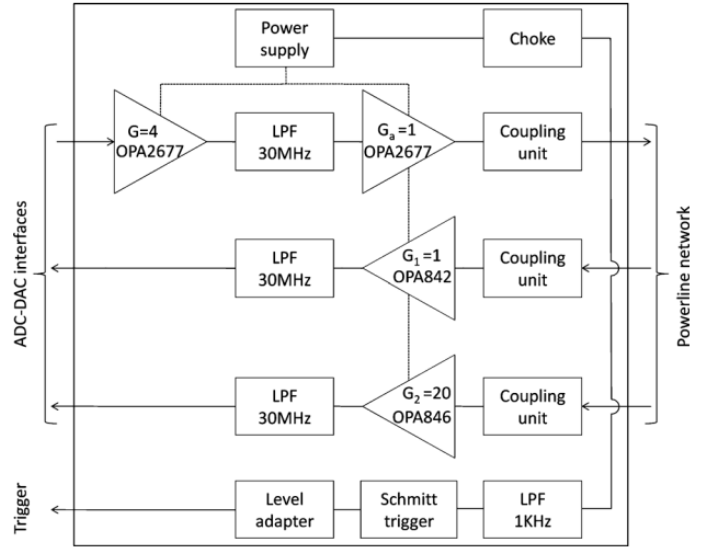 Power
supply
Choke
G=4
OPA2677
LPF
30MHz
Gₐ=1
OPA2677
Coupling
unit
ADC-DAC interfaces
Powerline network
LPF
30MHz
G₁=1
OPA842
Coupling
unit
LPF
30MHz
G₂=20
OPA846
Coupling
unit
Trigger
Level
adapter
Schmitt
trigger
LPF
1KHz